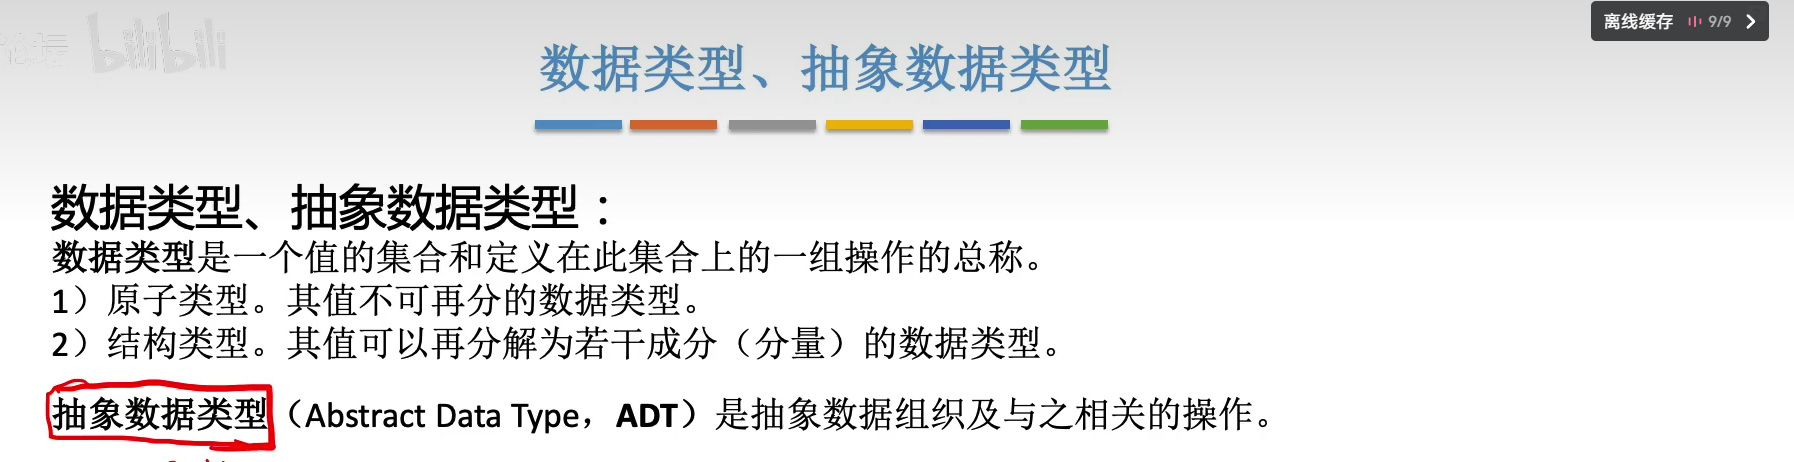 论坛 bilibili
离线缓存 9/9
数据类型、抽象数据类型
数据类型、抽象数据类型：
数据类型是一个值的集合和定义在此集合上的一组操作的总称。
1）原子类型。其值不可再分的数据类型。
2）结构类型。其值可以再分解为若干成分（分量）的数据类型。
抽象数据类型（Abstract Data Type，ADT）是抽象数据组织及与之相关的操作。